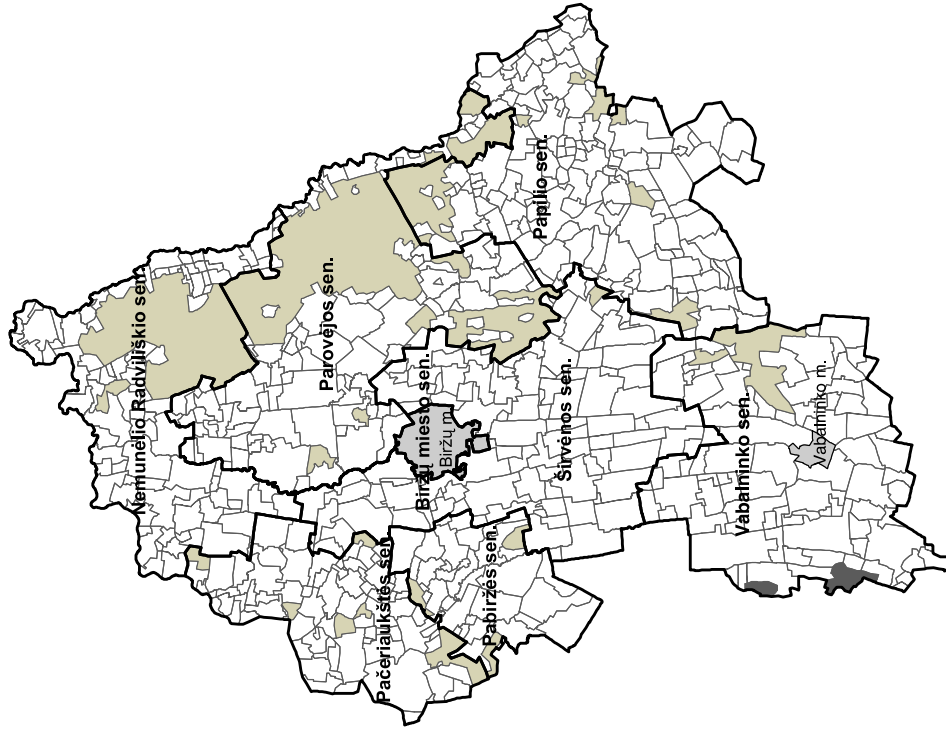 Nemunėlio Radviliškio sen.
Parovėjos sen.
Pačeriaukštės sen.
Biržų miesto sen.
Biržų m.
Pabiržės sen.
Papilio sen.
Širvėnos sen.
Vabalninko sen.
Vabalninko m.